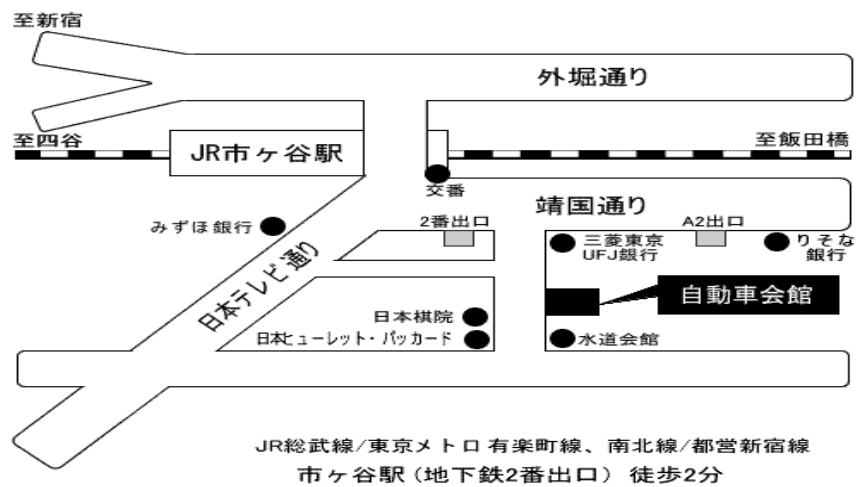 至新宿
外堀通り
至四谷
JR市ヶ谷駅
至飯田橋
交番
靖国通り
みずほ銀行
2番出口
A2出口
三菱東京
UFJ銀行
りそな
銀行
日本テレビ通り
自動車会館
日本棋院
日本ヒューレット・パッカード
水道会館
JR総武線/東京メトロ有楽町線、南北線/都営新宿線
市ヶ谷駅(地下鉄2番出口) 徒歩2分